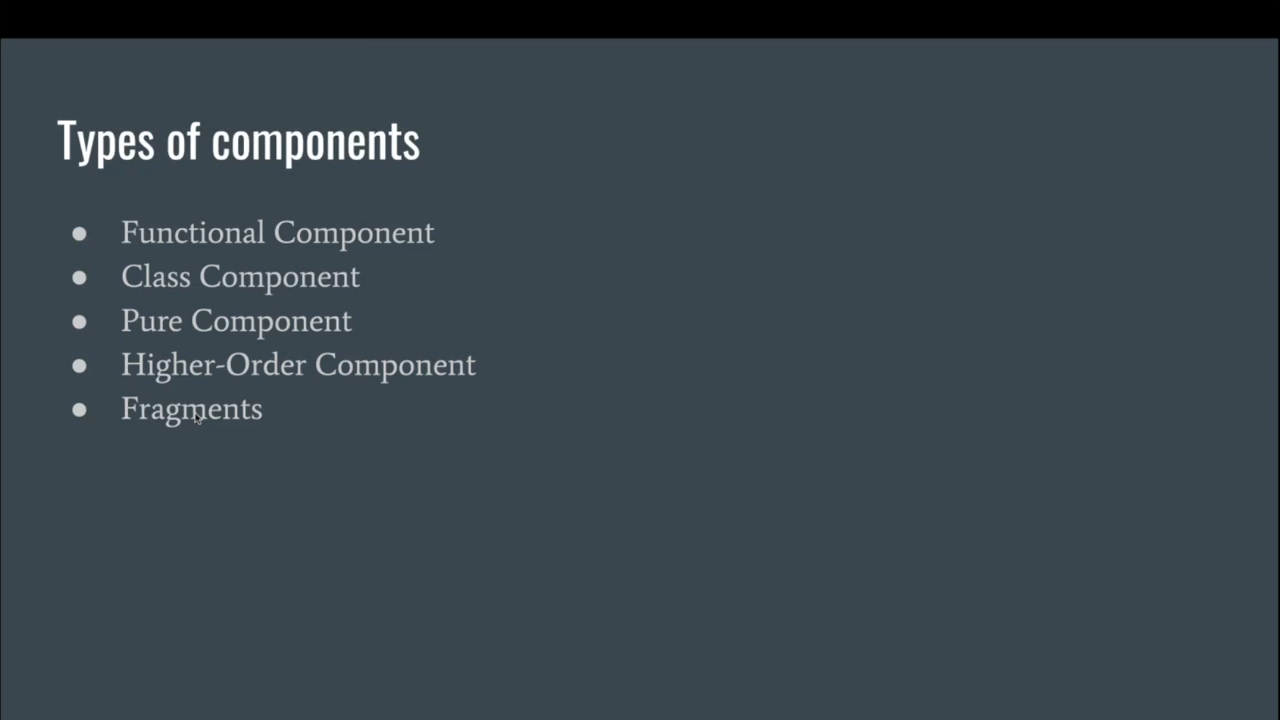 Types of components
● Functional Component
● Class Component
● Pure Component
● Higher-Order Component
● Fragments